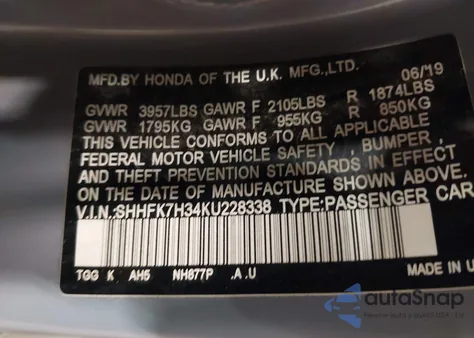 MFD.BY HONDA OF THE U.K. MFG.,LTD. 06/19
GVWR 3957LBS GAWR F 2105LBS R 1874LBS
GVWR 1795KG GAWR F 955KG R 850KG
THIS VEHICLE CONFORMS TO ALL APPLICABLE
FEDERAL MOTOR VEHICLE SAFETY , BUMPER ,
AND THEFT PREVENTION STANDARDS IN EFFECT ON
THE DATE OF MANUFACTURE SHOWN ABOVE.
V.I.N.:SHHFK7H34KU228338 TYPE:PASSENGER CAR
TGG K AH5 NH877P .A .U MADE IN U
autoSnap